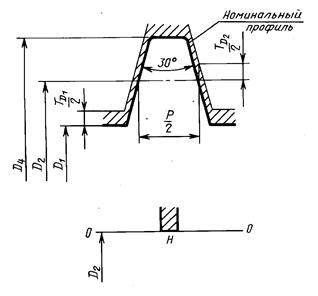 Номинальный
профиль
30°
T_D2/2
T_D1/2
P/2
D4
D2
D1
0
H
0
D2